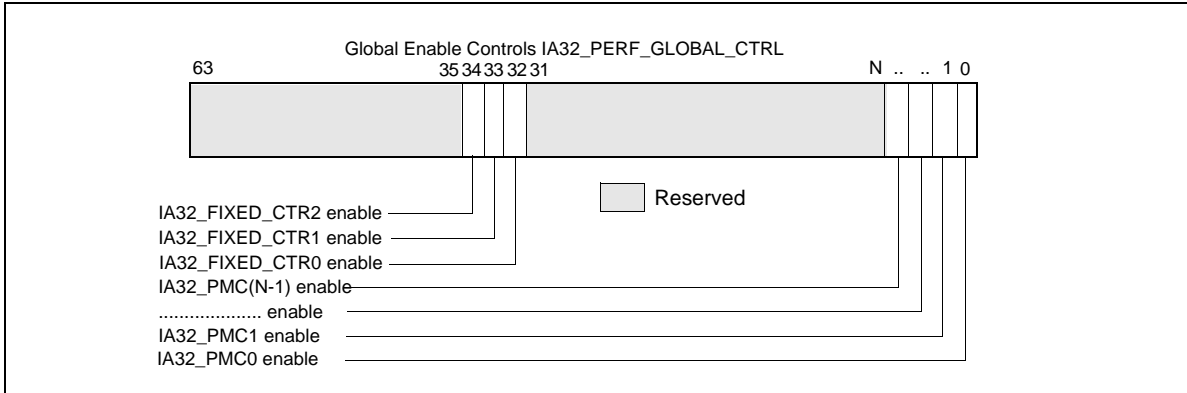 Global Enable Controls IA32_PERF_GLOBAL_CTRL
63 35 34 33 32 31 N .. .. 1 0
Reserved
IA32_FIXED_CTR2 enable
IA32_FIXED_CTR1 enable
IA32_FIXED_CTR0 enable
IA32_PMC(N-1) enable
.................... enable
IA32_PMC1 enable
IA32_PMC0 enable